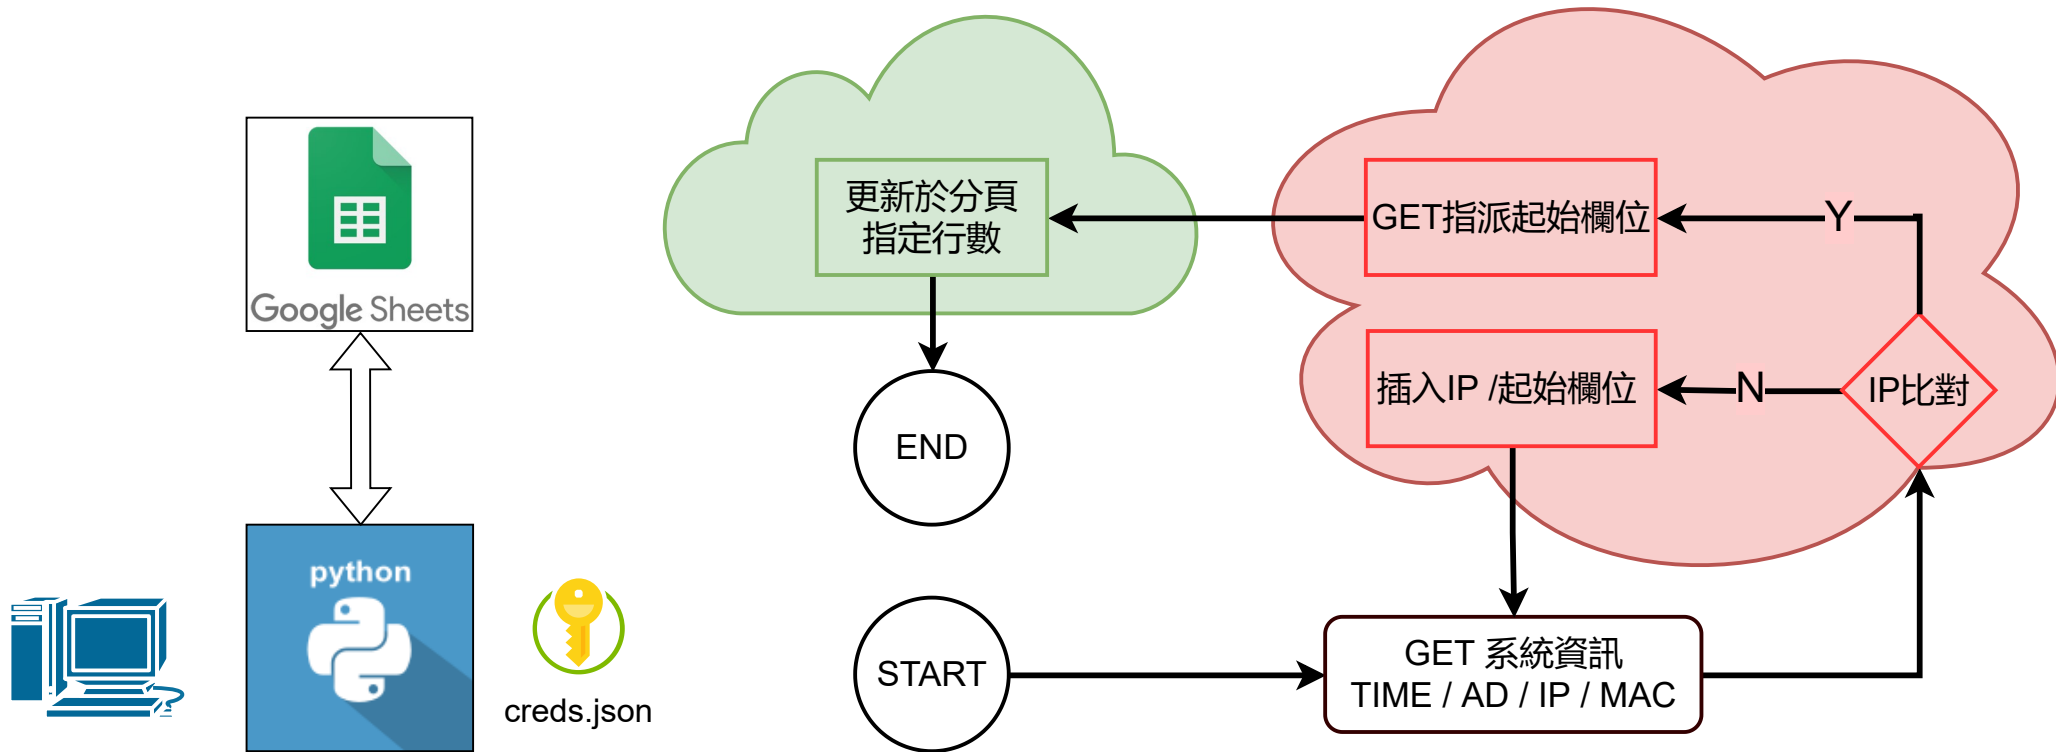 Google Sheets
python
creds.json
更新於分頁
指定行數
GET指派起始欄位
Y
插入IP /起始欄位
N
IP比對
END
START
GET 系統資訊
TIME / AD / IP / MAC